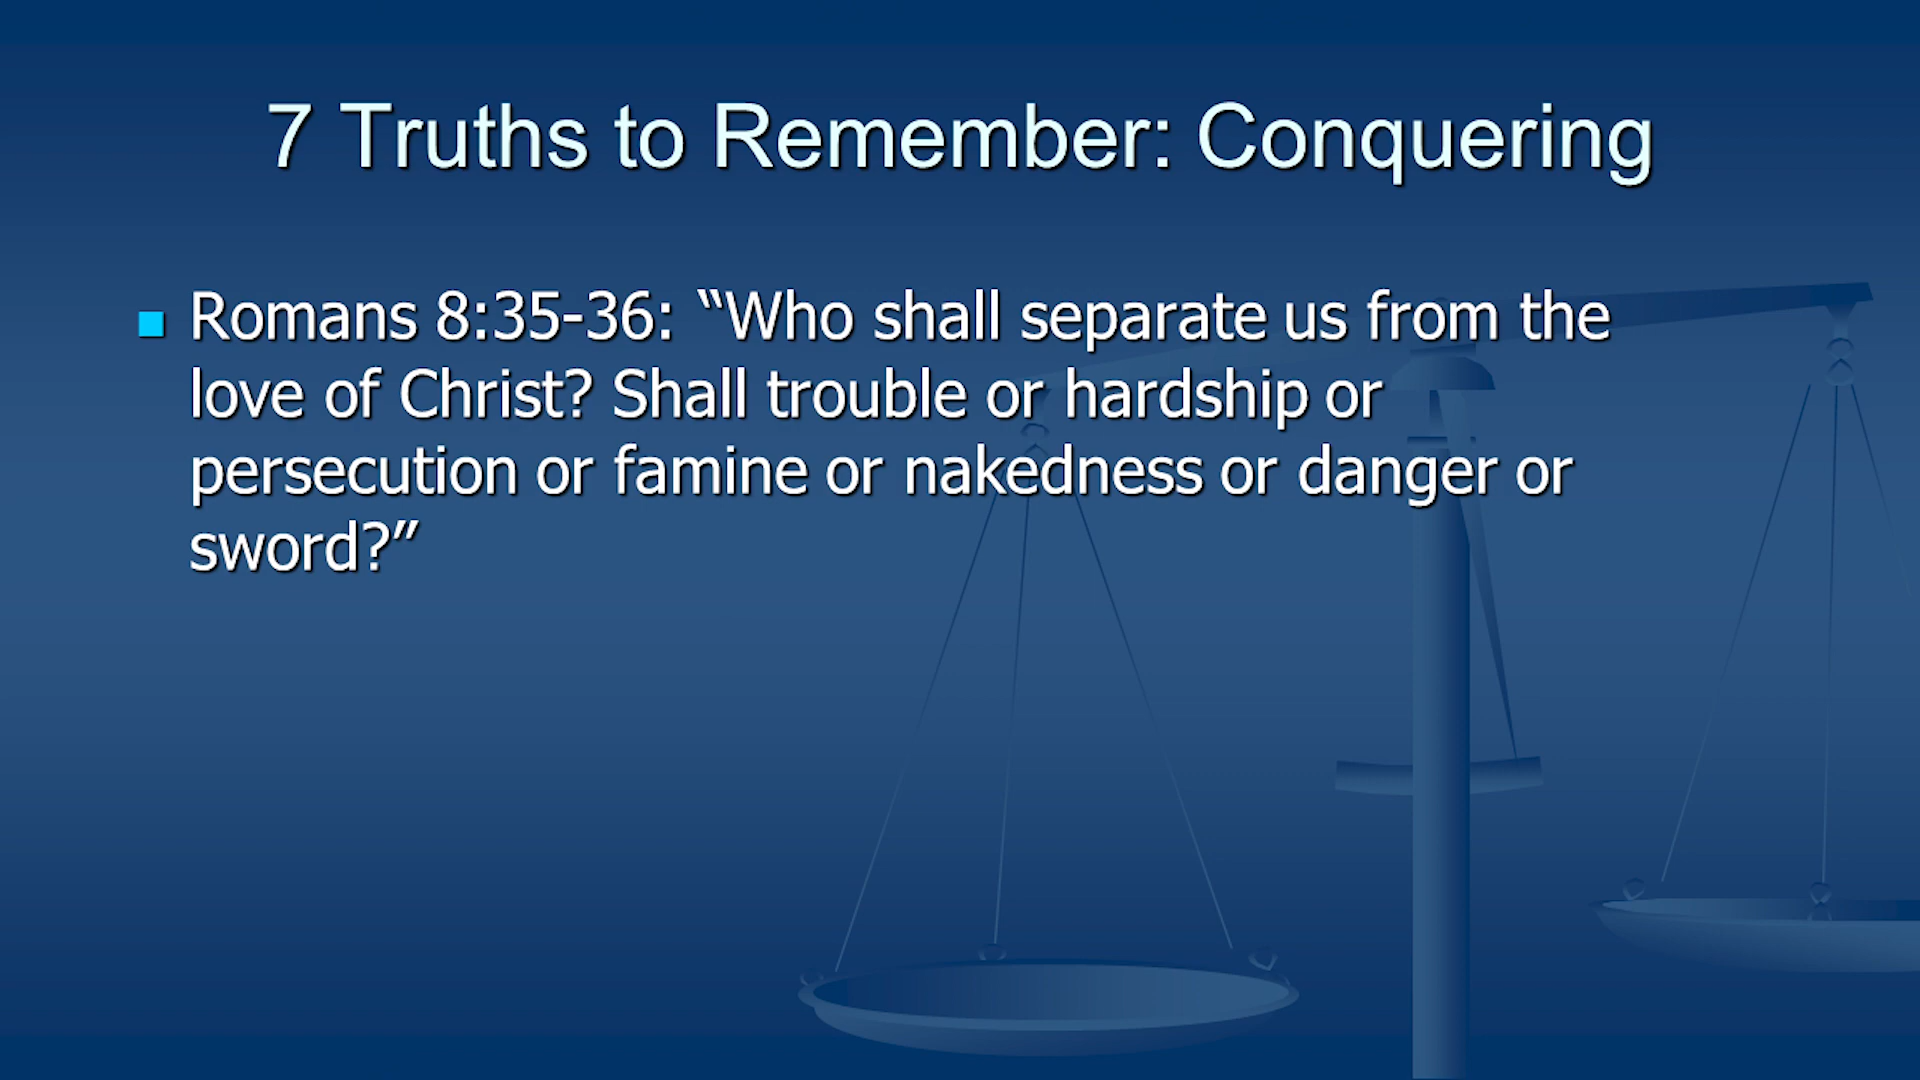 7 Truths to Remember: Conquering
Romans 8:35-36: “Who shall separate us from the
love of Christ? Shall trouble or hardship or
persecution or famine or nakedness or danger or
sword?”